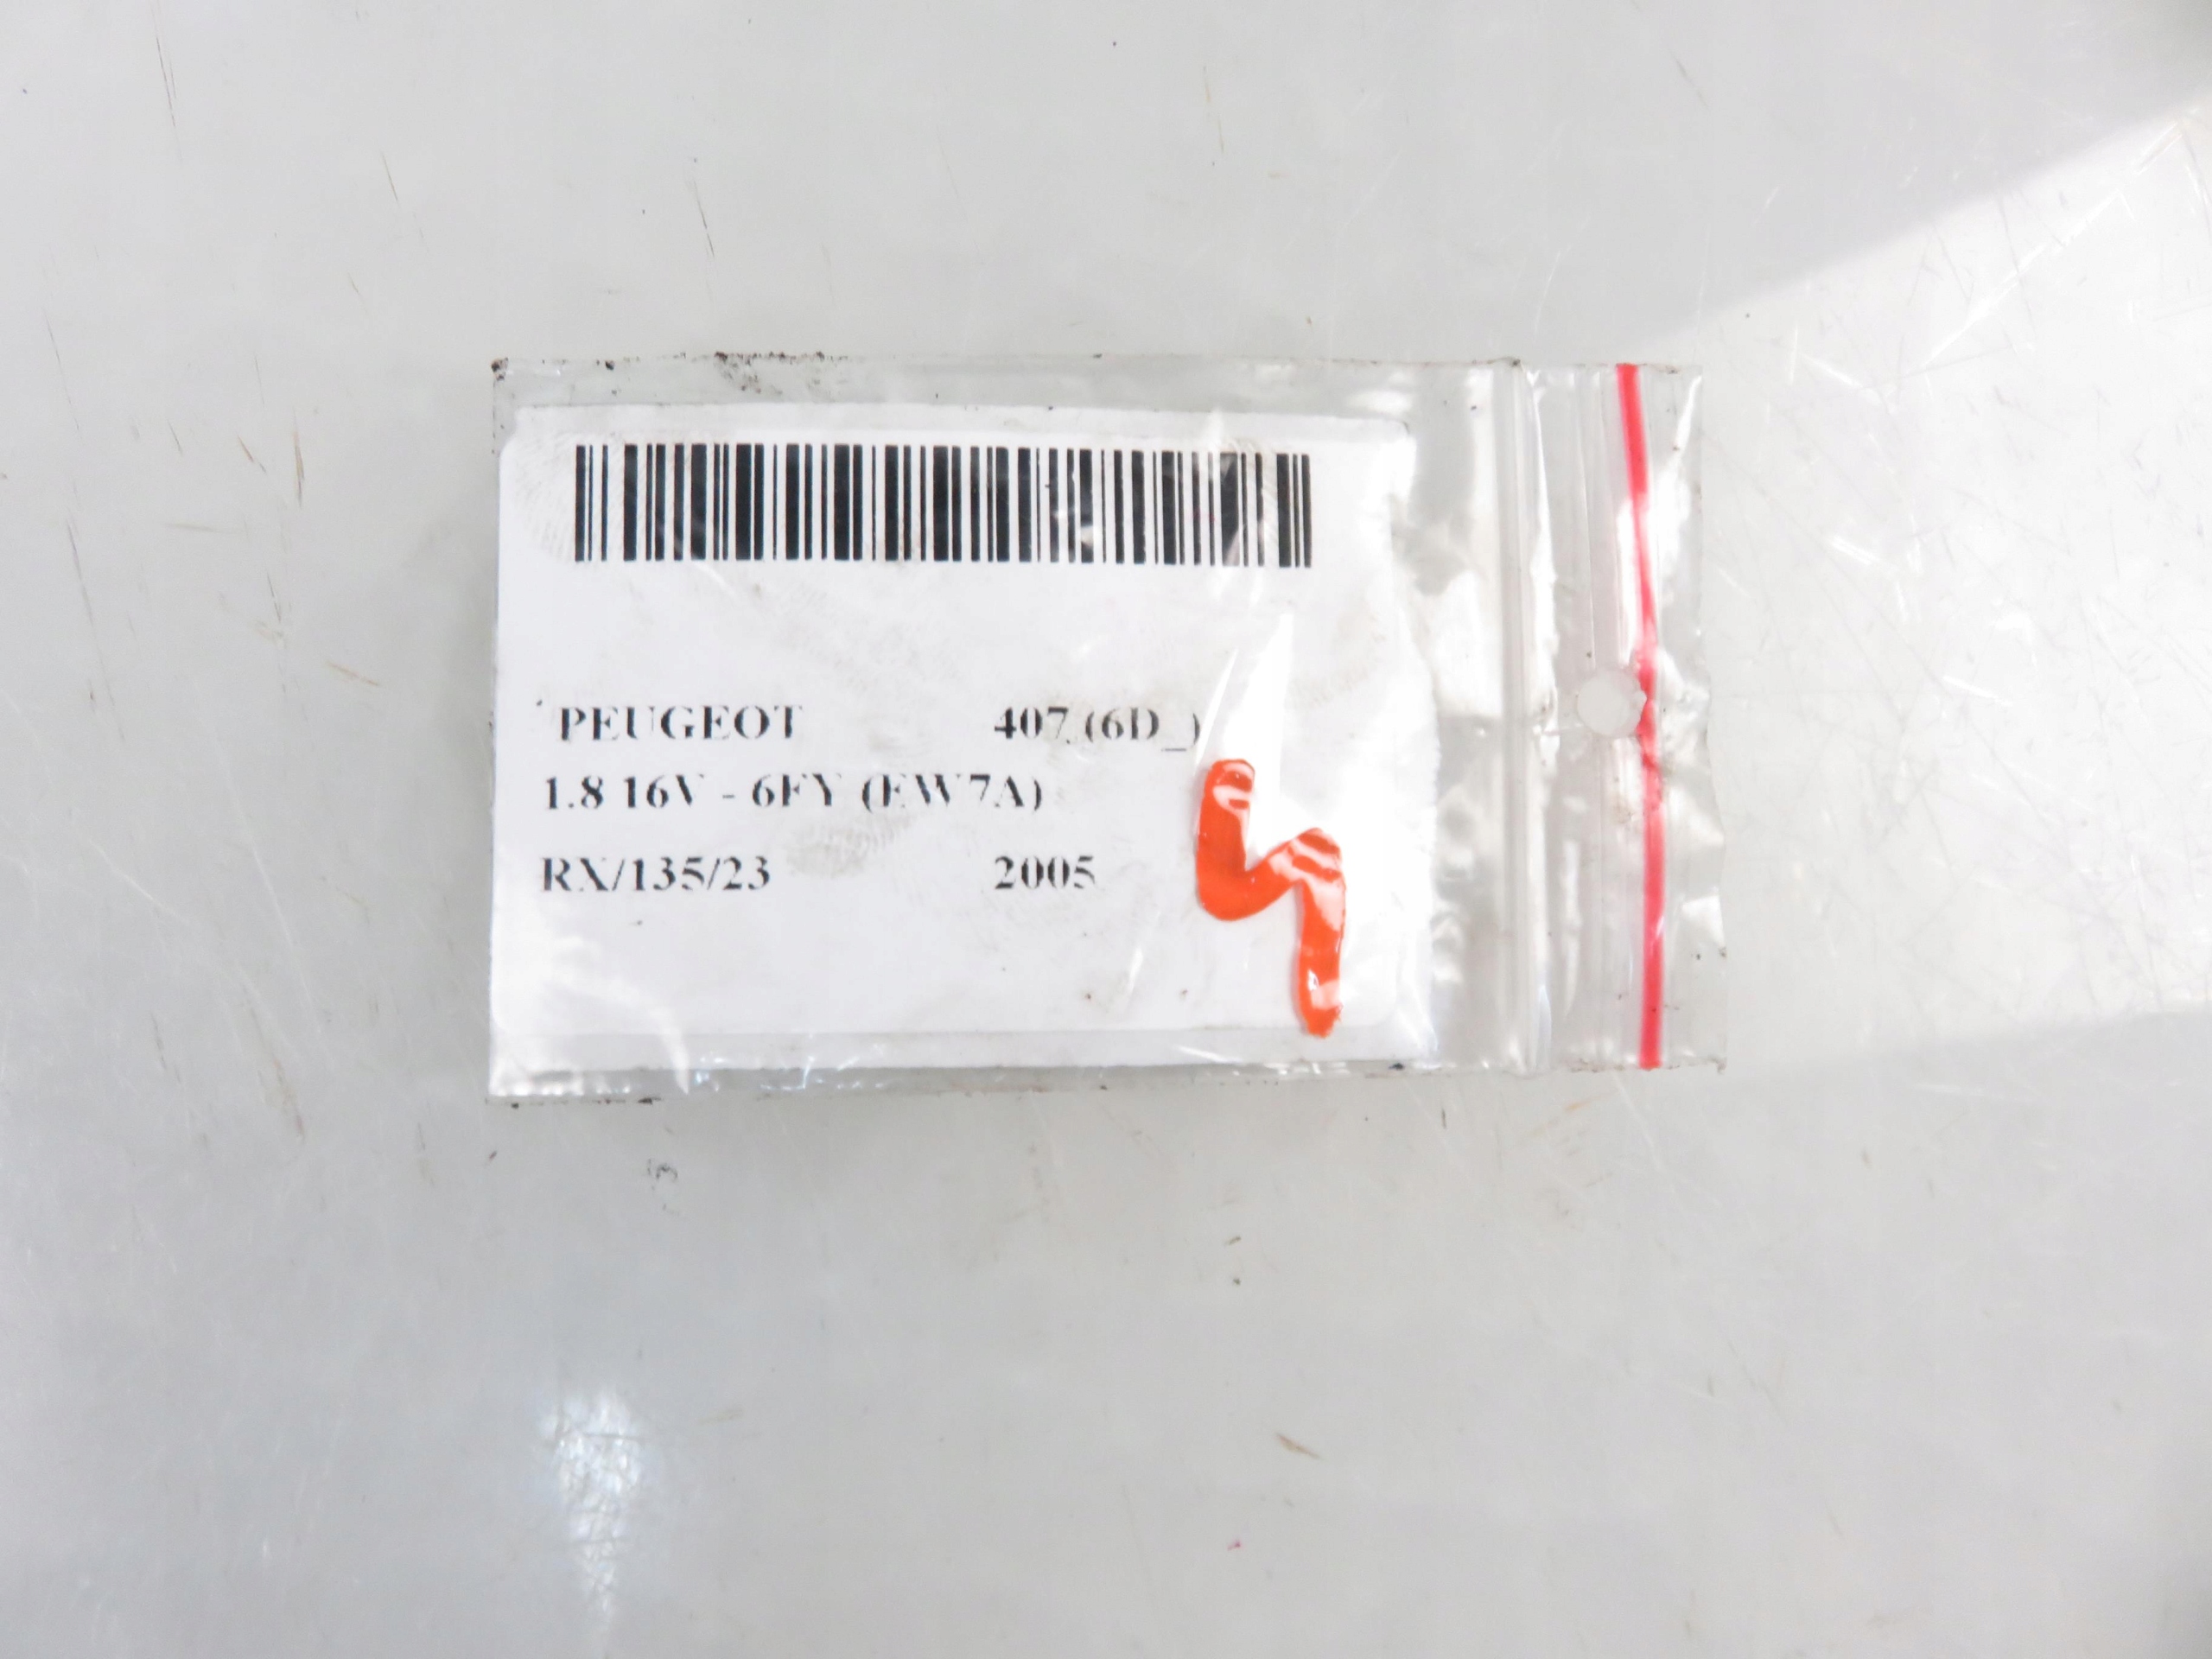 PEUGEOT 407 (6D_)
1.8 16V - 6FY (EW7A)
RX/135/23 2005